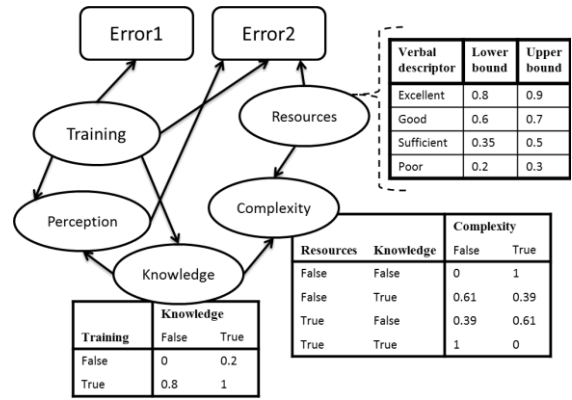 Error1
Error2
Training
Resources
Perception
Complexity
Knowledge
Verbal descriptor Lower bound Upper bound
Excellent 0.8 0.9
Good 0.6 0.7
Sufficient 0.35 0.5
Poor 0.2 0.3
Complexity
Resources Knowledge False True
False False 0 1
False True 0.61 0.39
True False 0.39 0.61
True True 1 0
Knowledge
Training False True
False 0 0.2
True 0.8 1